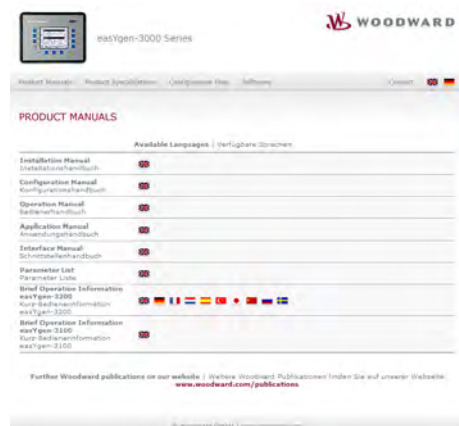 easYgen-3000 Series
WOODWARD
Product Manuals Product Specifications Configuration Files Software Contact
PRODUCT MANUALS
Available Languages | Verfügbare Sprachen
Installation Manual
Installationshandbuch
Configuration Manual
Konfigurationshandbuch
Operation Manual
Bedienerhandbuch
Application Manual
Anwendungshandbuch
Interface Manual
Schnittstellenhandbuch
Parameter List
Parameter Liste
Brief Operation Information
easYgen-3200
Kurz-Bedienerinformation
easYgen-3200
Brief Operation Information
easYgen-3100
Kurz-Bedienerinformation
easYgen-3100
Further Woodward publications on our website | Weitere Woodward Publikationen finden Sie auf unserer Webseite:
www.woodward.com/publications